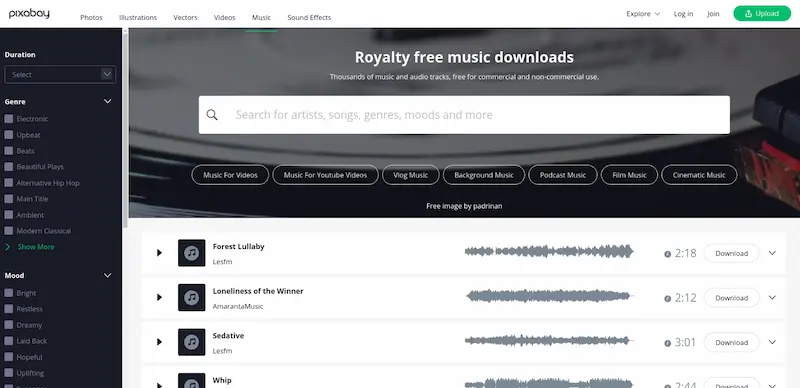 pixabay
Photos Illustrations Vectors Videos Music Sound Effects
Explore Log in Join Upload
Duration
Select
Genre
Electronic
Upbeat
Beats
Beautiful Plays
Alternative Hip Hop
Main Title
Ambient
Modern Classical
Show More
Mood
Bright
Restless
Dreamy
Laid Back
Hopeful
Uplifting
Royalty free music downloads
Thousands of music and audio tracks, free for commercial and non-commercial use.
Search for artists, songs, genres, moods and more
Music For Videos Music For Youtube Videos Vlog Music Background Music Podcast Music Film Music Cinematic Music
Free image by padrinan
Forest Lullaby
Lesfm
2:18 Download
Loneliness of the Winner
AmarantaMusic
2:12 Download
Sedative
Lesfm
3:01 Download
Whip
2:44 Download